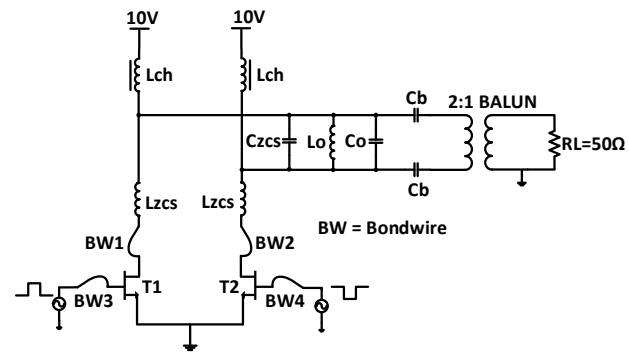 10V
10V
Lch
Lch
Cb
2:1 BALUN
Czcs
Lo
Co
RL=50Ω
Cb
Lzcs
Lzcs
BW1
BW2
BW = Bondwire
T1
T2
BW3
BW4